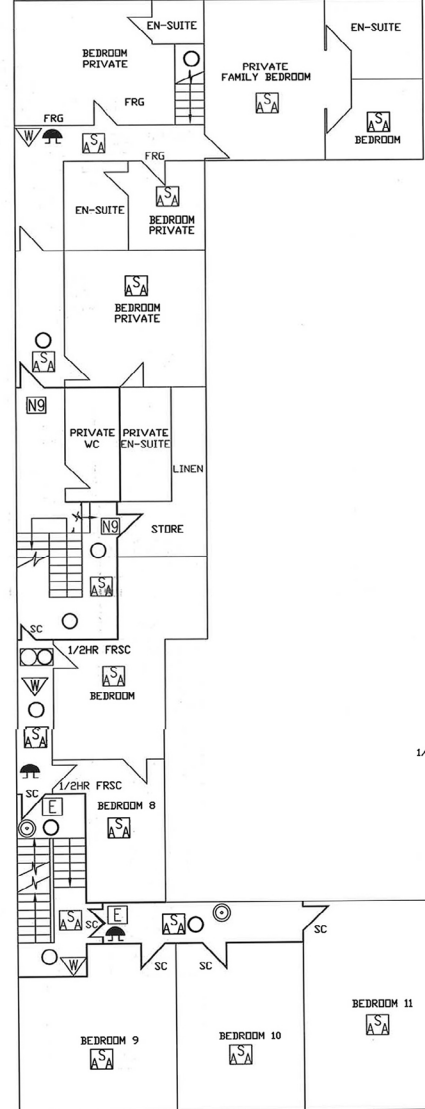 EN-SUITE
BEDROOM
PRIVATE
PRIVATE
FAMILY BEDROOM
EN-SUITE
FRG
S
A A
S
A A
FRG
W
S
A A
BEDROOM
FRG
S
A A
EN-SUITE
BEDROOM
PRIVATE
S
A A
BEDROOM
PRIVATE
S
A A
N9
PRIVATE
WC
PRIVATE
EN-SUITE
LINEN
N9
STORE
S
A A
SC
1/2HR FRSC
S
A A
BEDROOM
W
S
A A
1/
SC
1/2HR FRSC
E
BEDROOM 8
S
A A
S
A A
SC
E
S
A A
SC
SC
SC
W
BEDROOM 11
S
A A
BEDROOM 9
S
A A
BEDROOM 10
S
A A